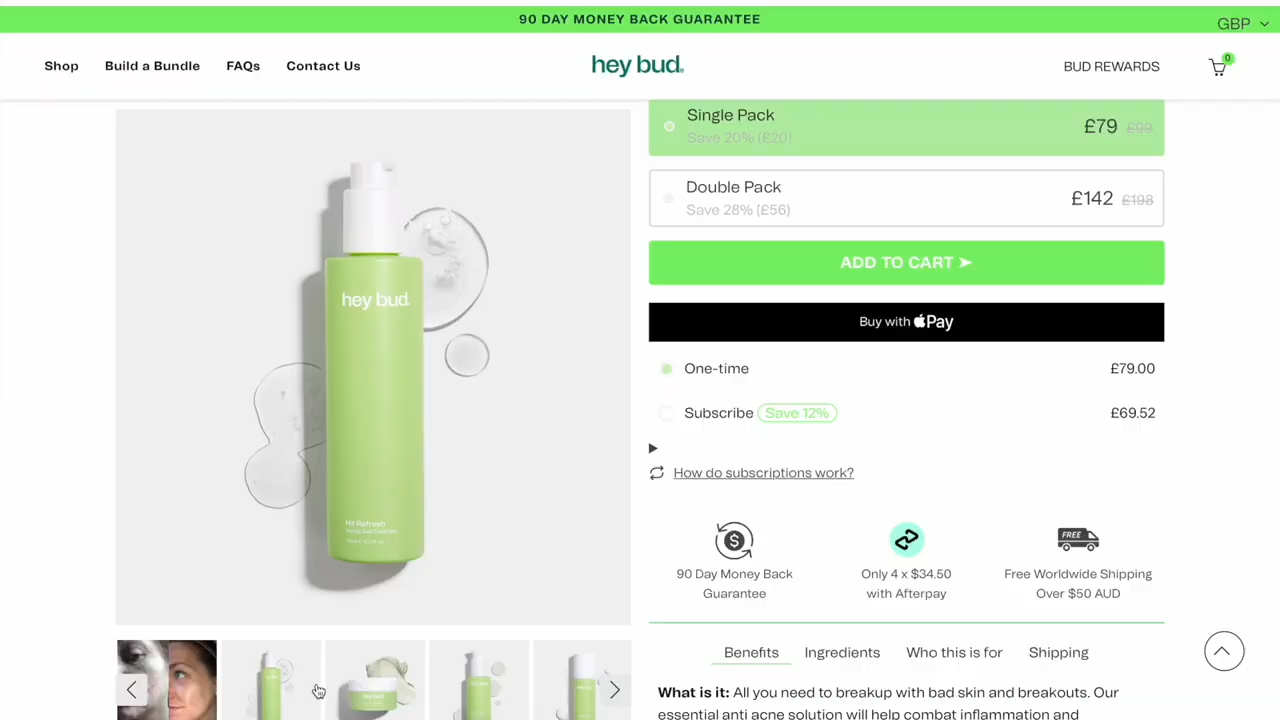 90 DAY MONEY BACK GUARANTEE
GBP
Shop
Build a Bundle
FAQs
Contact Us
hey bud.
BUD REWARDS
0
Single Pack
Save 20% (£20)
£79 £99
Double Pack
Save 28% (£56)
£142 £198
ADD TO CART ➤
Buy with Pay
One-time
£79.00
Subscribe Save 12%
£69.52
How do subscriptions work?
hey bud.
Hit Refresh
90 Day Money Back
Guarantee
Only 4 x $34.50
with Afterpay
FREE
Free Worldwide Shipping
Over $50 AUD
Benefits
Ingredients
Who this is for
Shipping
hey bud.
What is it: All you need to breakup with bad skin and breakouts. Our
essential anti acne solution will help combat inflammation and